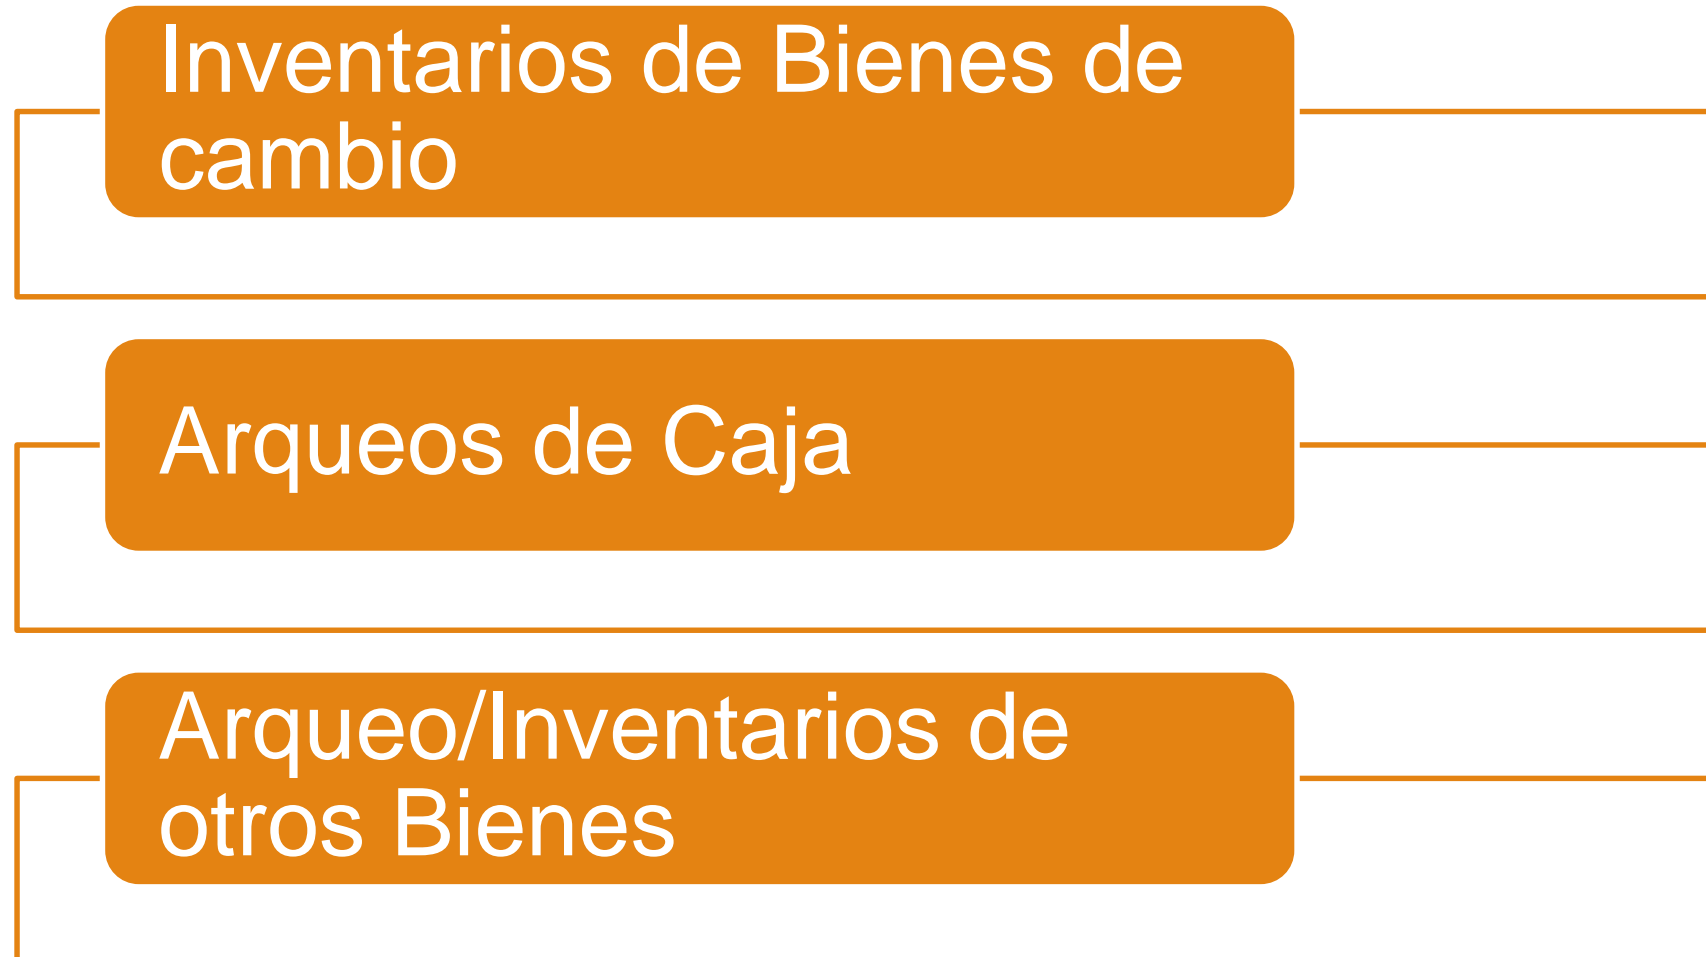 Inventarios de Bienes de
cambio
Arqueos de Caja
Arqueo/Inventarios de
otros Bienes